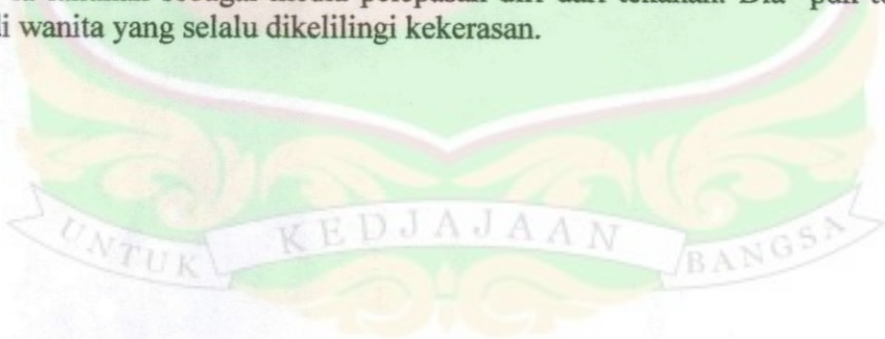 sebagai media pelepasan diri dari tekanan. Dia pun
wanita yang selalu dikelilingi kekerasan.
UNTUK KEDJAJAAN BANGSA